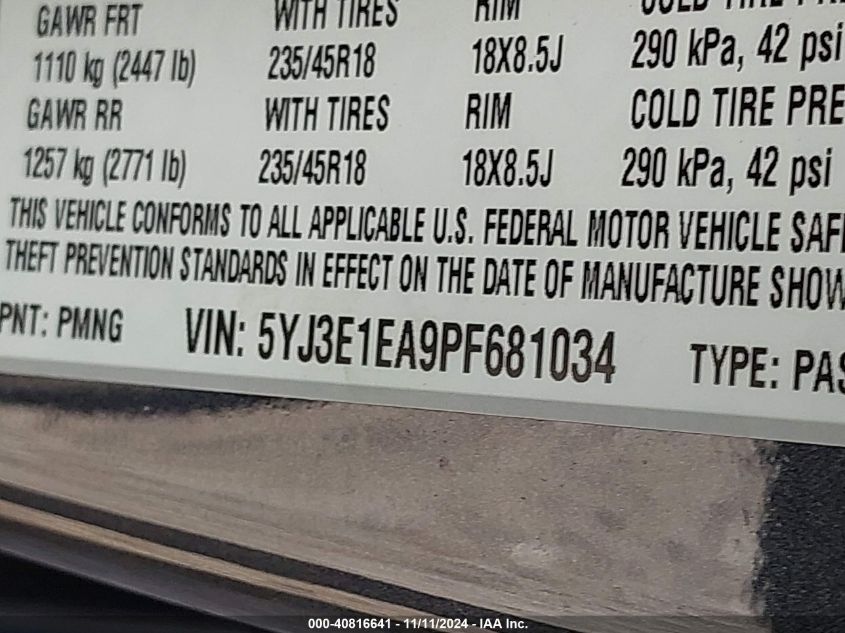 GAWR FRT WITH TIRES RIM
1110 kg (2447 lb) 235/45R18 18X8.5J 290 kPa, 42 psi
GAWR RR WITH TIRES RIM COLD TIRE PRE
1257 kg (2771 lb) 235/45R18 18X8.5J 290 kPa, 42 psi
THIS VEHICLE CONFORMS TO ALL APPLICABLE U.S. FEDERAL MOTOR VEHICLE SAF
THEFT PREVENTION STANDARDS IN EFFECT ON THE DATE OF MANUFACTURE SHOW
PNT: PMNG VIN: 5YJ3E1EA9PF681034 TYPE: PAS
000-40816641 - 11/11/2024 - IAA Inc.